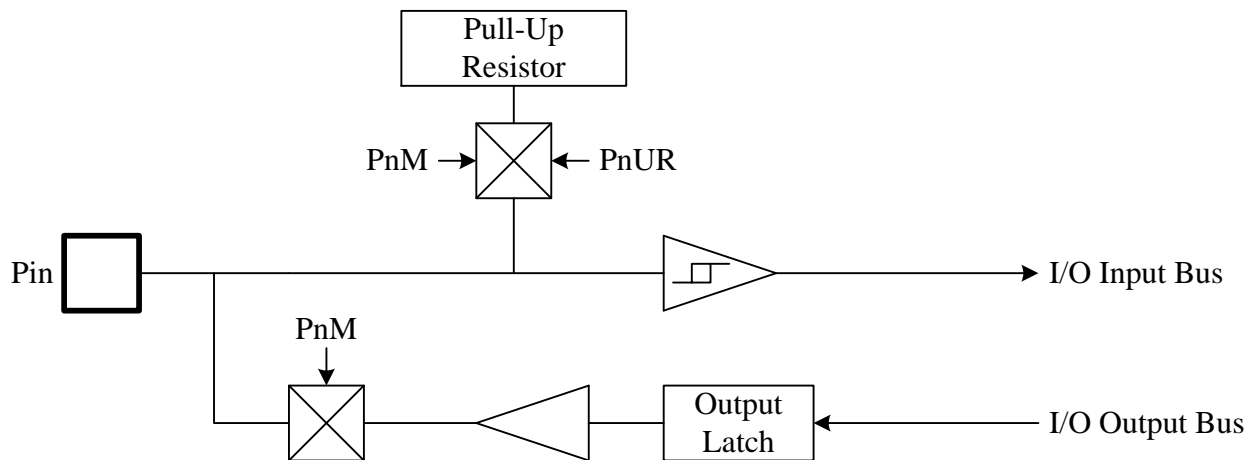 Pull-Up
Resistor
PnM
PnUR
Pin
I/O Input Bus
PnM
Output
Latch
I/O Output Bus